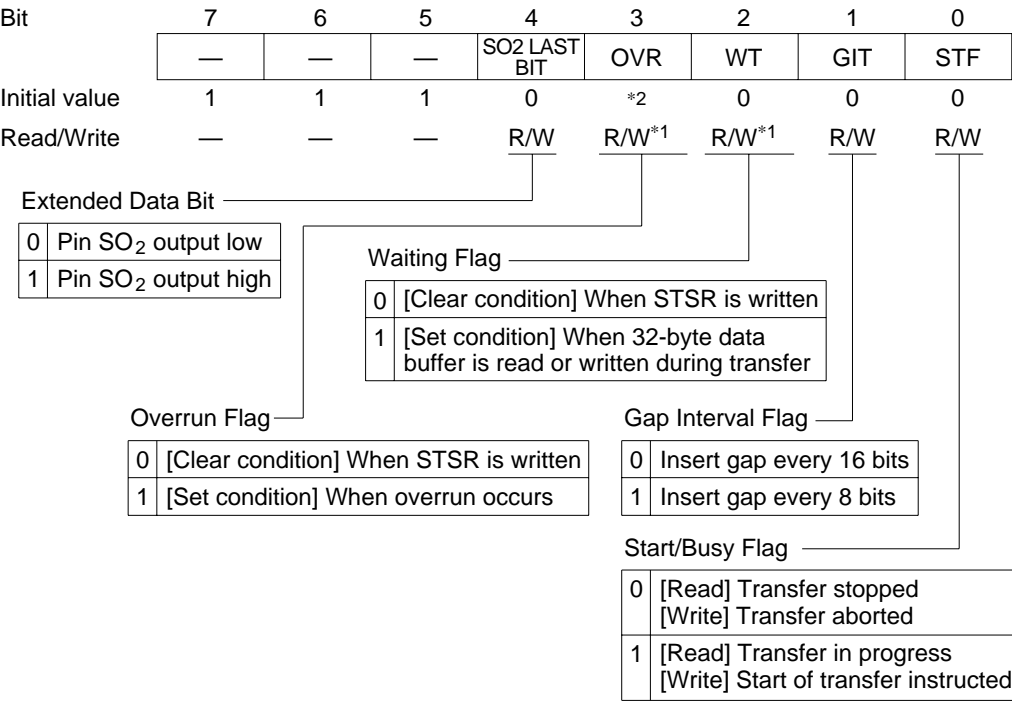 Bit 7 6 5 4 3 2 1 0
— — — SO2 LAST BIT OVR WT GIT STF
Initial value 1 1 1 0 *2 0 0 0
Read/Write — — — R/W R/W*1 R/W*1 R/W R/W
Extended Data Bit
0 Pin SO2 output low
1 Pin SO2 output high
Waiting Flag
0 [Clear condition] When STSR is written
1 [Set condition] When 32-byte data
buffer is read or written during transfer
Overrun Flag
0 [Clear condition] When STSR is written
1 [Set condition] When overrun occurs
Gap Interval Flag
0 Insert gap every 16 bits
1 Insert gap every 8 bits
Start/Busy Flag
0 [Read] Transfer stopped
[Write] Transfer aborted
1 [Read] Transfer in progress
[Write] Start of transfer instructed